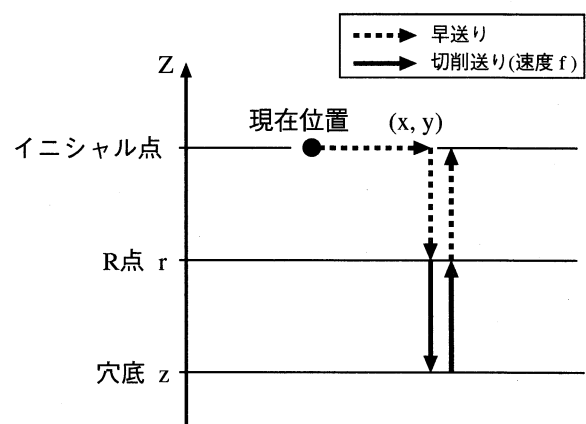 早送り
切削送り(速度 f)
Z
現在位置
(x, y)
イニシャル点
R点 r
穴底 z